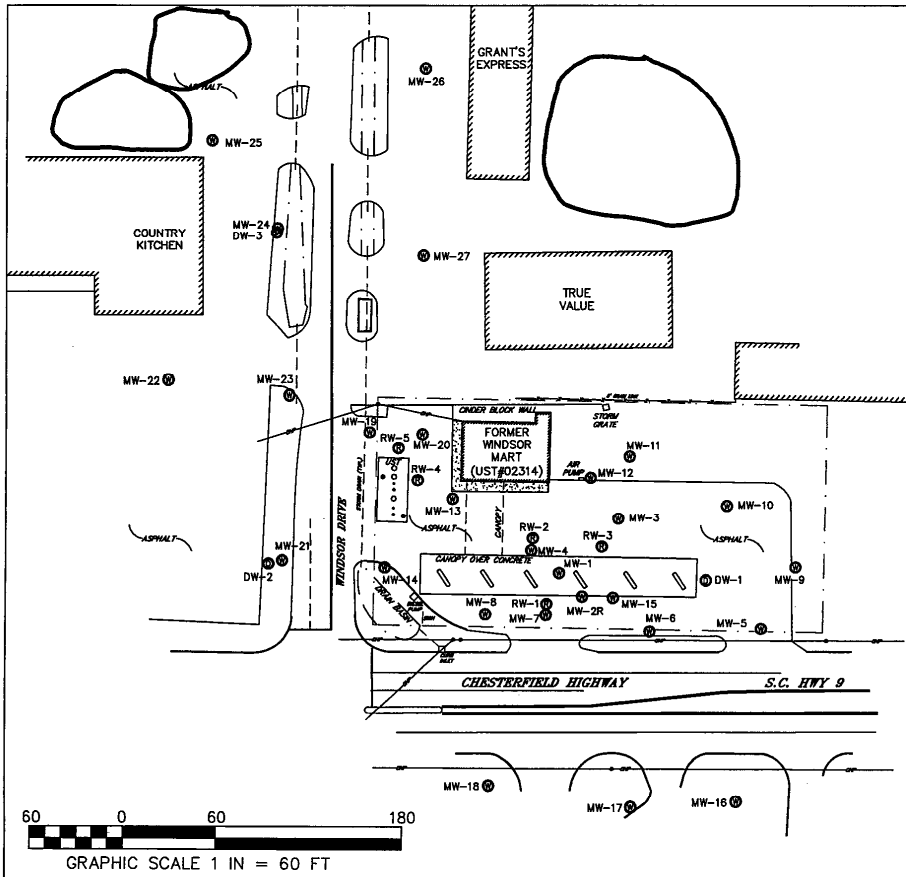 GRANT'S
EXPRESS
MW-26
ASPHALT
MW-25
MW-24
DW-3
COUNTRY
KITCHEN
MW-27
TRUE
VALUE
MW-22
MW-23
CINDER BLOCK WALL
STORM
GRATE
MW-19
MW-20
RW-5
FORMER
WINDSOR
MART
(UST#02314)
MW-11
UST
RW-4
AIR
PUMP
MW-12
MW-13
MW-10
WINDSOR DRIVE
ASPHALT
CANOPY
ASPHALT
MW-3
RW-2
RW-3
MW-4
ASPHALT
MW-21
DW-2
CANOPY OVER CONCRETE
MW-14
MW-1
DW-1
MW-9
DRAIN BASIN
MW-8
RW-1
MW-7
MW-2R
MW-15
MW-6
MW-5
CURB
INLET
CHESTERFIELD HIGHWAY
S.C. HWY 9
MW-18
MW-17
MW-16
60 0 60 180
GRAPHIC SCALE 1 IN = 60 FT